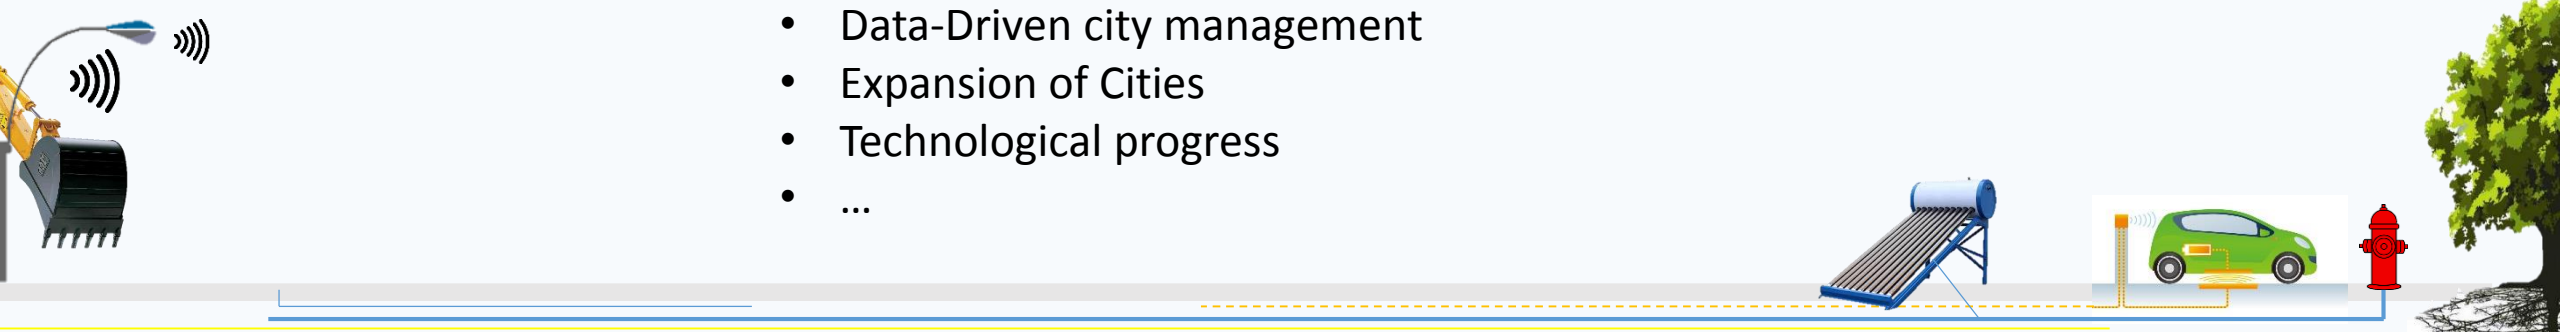 • Data-Driven city management
• Expansion of Cities
• Technological progress
• ...